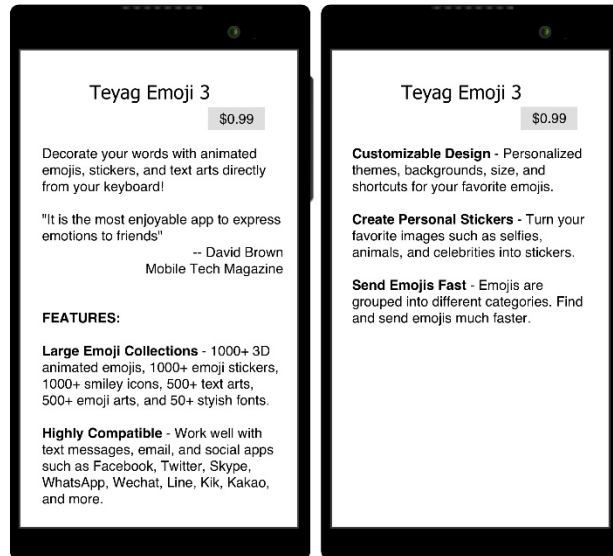 Teyag Emoji 3
$0.99
Decorate your words with animated
emojis, stickers, and text arts directly
from your keyboard!
"It is the most enjoyable app to express
emotions to friends"
-- David Brown
Mobile Tech Magazine
FEATURES:
Large Emoji Collections - 1000+ 3D
animated emojis, 1000+ emoji stickers,
1000+ smiley icons, 500+ text arts,
500+ emoji arts, and 50+ styish fonts.
Highly Compatible - Work well with
text messages, email, and social apps
such as Facebook, Twitter, Skype,
WhatsApp, Wechat, Line, Kik, Kakao,
and more.
Teyag Emoji 3
$0.99
Customizable Design - Personalized
themes, backgrounds, size, and
shortcuts for your favorite emojis.
Create Personal Stickers - Turn your
favorite images such as selfies,
animals, and celebrities into stickers.
Send Emojis Fast - Emojis are
grouped into different categories. Find
and send emojis much faster.